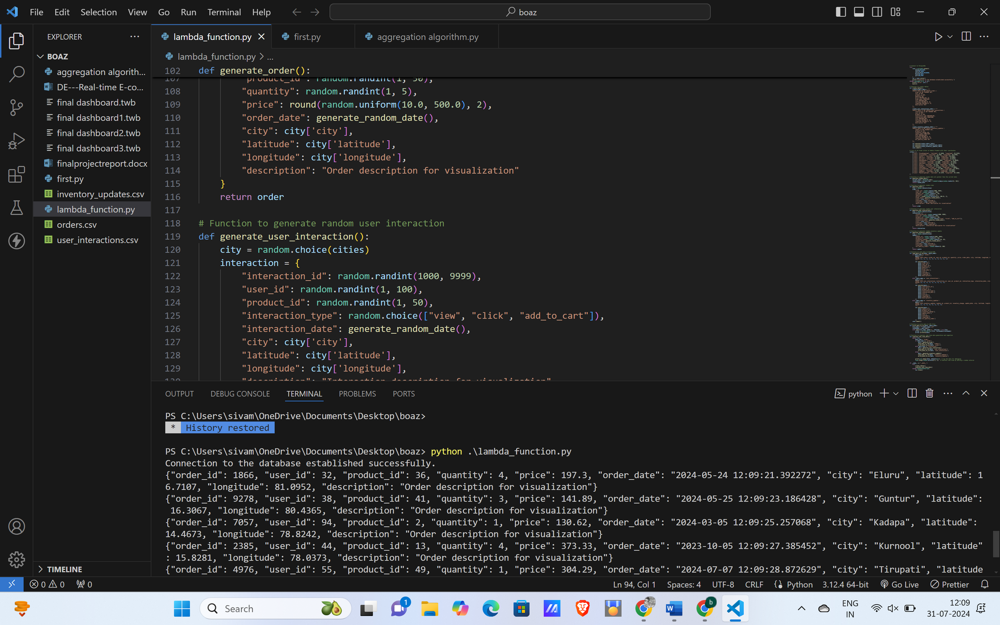 File Edit Selection View Go Run Terminal Help
boaz
EXPLORER
BOAZ
aggregation algorith...
DE---Real-time E-co...
final dashboard.twb
final dashboard1.twb
final dashboard2.twb
final dashboard3.twb
finalprojectreport.docx
first.py
inventory_updates.csv
lambda_function.py
orders.csv
user_interactions.csv
TIMELINE
lambda_function.py first.py aggregation algorithm.py
lambda_function.py > ...
102 def generate_order():
107 "product_id": random.randint(1, 50),
108 "quantity": random.randint(1, 5),
109 "price": round(random.uniform(10.0, 500.0), 2),
110 "order_date": generate_random_date(),
111 "city": city['city'],
112 "latitude": city['latitude'],
113 "longitude": city['longitude'],
114 "description": "Order description for visualization"
115 }
116 return order
117
118 # Function to generate random user interaction
119 def generate_user_interaction():
120 city = random.choice(cities)
121 interaction = {
122 "interaction_id": random.randint(1000, 9999),
123 "user_id": random.randint(1, 100),
124 "product_id": random.randint(1, 50),
125 "interaction_type": random.choice(["view", "click", "add_to_cart"]),
126 "interaction_date": generate_random_date(),
127 "city": city['city'],
128 "latitude": city['latitude'],
129 "longitude": city['longitude'],
130 "description": "Interaction description for visualization"
OUTPUT DEBUG CONSOLE TERMINAL PROBLEMS PORTS
python
PS C:\Users\sivam\OneDrive\Documents\Desktop\boaz>
* History restored
PS C:\Users\sivam\OneDrive\Documents\Desktop\boaz> python .\lambda_function.py
Connection to the database established successfully.
{"order_id": 1866, "user_id": 32, "product_id": 36, "quantity": 4, "price": 197.3, "order_date": "2024-05-24 12:09:21.392272", "city": "Eluru", "latitude": 1
6.7107, "longitude": 81.0952, "description": "Order description for visualization"}
{"order_id": 9278, "user_id": 38, "product_id": 41, "quantity": 3, "price": 141.89, "order_date": "2024-05-25 12:09:23.186428", "city": "Guntur", "latitude":
16.3067, "longitude": 80.4365, "description": "Order description for visualization"}
{"order_id": 7057, "user_id": 94, "product_id": 2, "quantity": 1, "price": 130.62, "order_date": "2024-03-05 12:09:25.257068", "city": "Kadapa", "latitude":
14.4673, "longitude": 78.8242, "description": "Order description for visualization"}
{"order_id": 2385, "user_id": 44, "product_id": 13, "quantity": 4, "price": 373.33, "order_date": "2023-10-05 12:09:27.385452", "city": "Kurnool", "latitude"
: 15.8281, "longitude": 78.0373, "description": "Order description for visualization"}
{"order_id": 4976, "user_id": 55, "product_id": 49, "quantity": 1, "price": 304.29, "order_date": "2024-07-07 12:09:28.872629", "city": "Tirupati", "latitude
0 0 0 Ln 94, Col 1 Spaces: 4 UTF-8 CRLF Python 3.12.4 64-bit Go Live Prettier
Search 1 b ENG 12:09
IN 31-07-2024